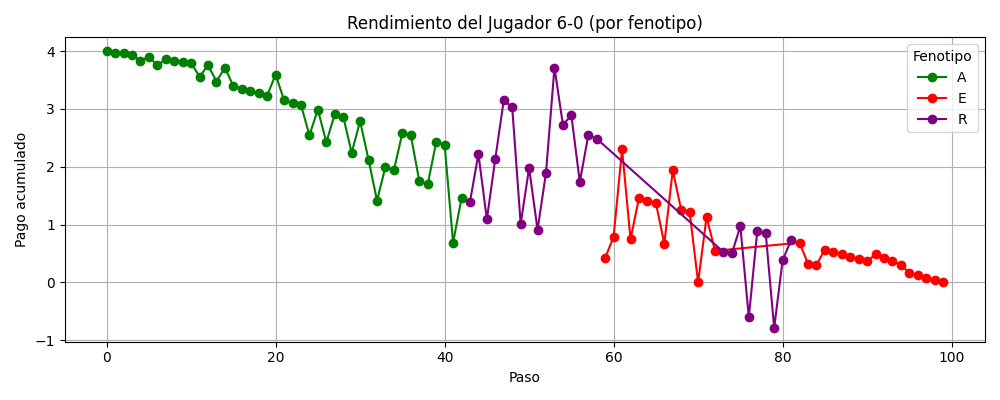 Rendimiento del Jugador 6-0 (por fenotipo)
Pago acumulado
4
3
2
1
0
−1
0
20
40
60
80
100
Paso
Fenotipo
A
E
R